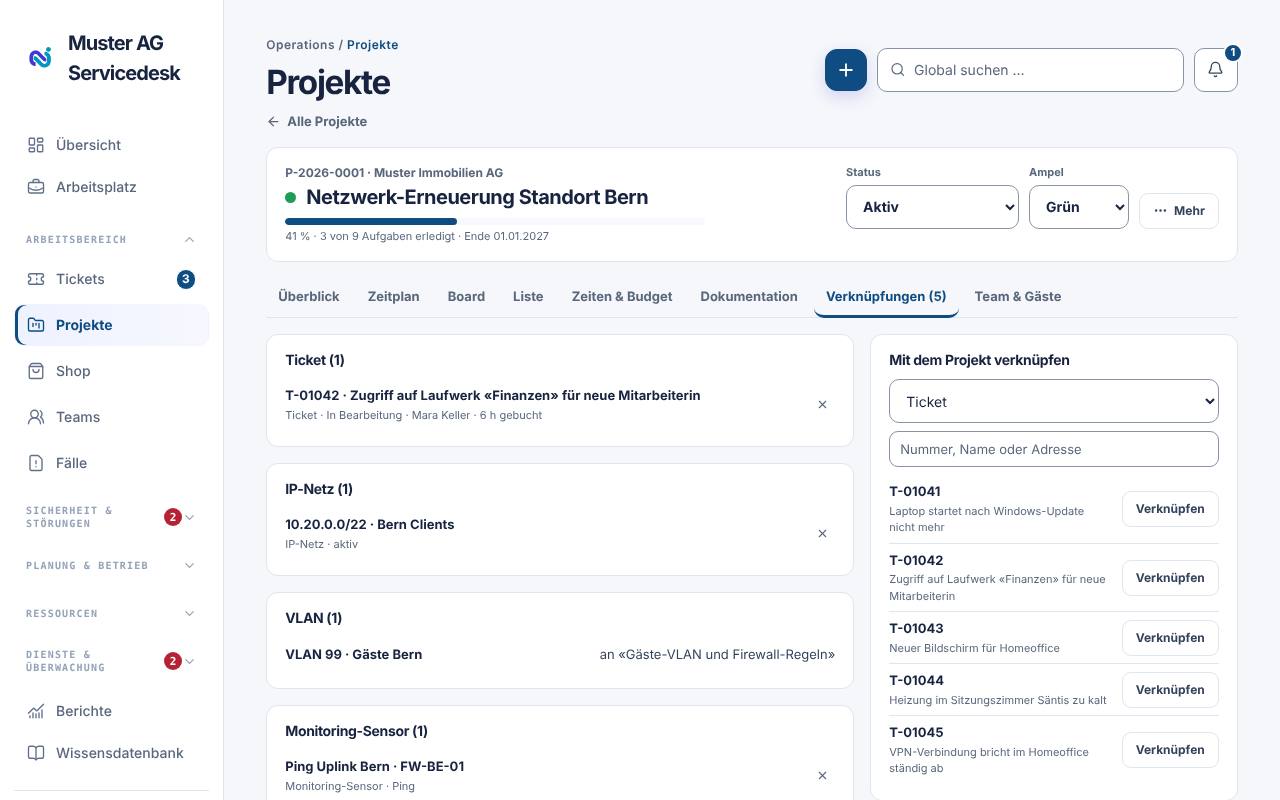 Muster AG
Servicedesk
Übersicht
Arbeitsplatz
ARBEITSBEREICH
Tickets 3
Projekte
Shop
Teams
Fälle
SICHERHEIT &
STÖRUNGEN 2
PLANUNG & BETRIEB
RESSOURCEN
DIENSTE &
ÜBERWACHUNG 2
Berichte
Wissensdatenbank
Operations / Projekte
Projekte
Global suchen ...
1
Alle Projekte
P-2026-0001 · Muster Immobilien AG
Netzwerk-Erneuerung Standort Bern
41 % · 3 von 9 Aufgaben erledigt · Ende 01.01.2027
Status
Aktiv
Ampel
Grün
Mehr
Überblick Zeitplan Board Liste Zeiten & Budget Dokumentation Verknüpfungen (5) Team & Gäste
Ticket (1)
T-01042 · Zugriff auf Laufwerk «Finanzen» für neue Mitarbeiterin
Ticket · In Bearbeitung · Mara Keller · 6 h gebucht
IP-Netz (1)
10.20.0.0/22 · Bern Clients
IP-Netz · aktiv
VLAN (1)
VLAN 99 · Gäste Bern an «Gäste-VLAN und Firewall-Regeln»
Monitoring-Sensor (1)
Ping Uplink Bern · FW-BE-01
Monitoring-Sensor · Ping
Mit dem Projekt verknüpfen
Ticket
Nummer, Name oder Adresse
T-01041
Laptop startet nach Windows-Update
nicht mehr
Verknüpfen
T-01042
Zugriff auf Laufwerk «Finanzen» für neue
Mitarbeiterin
Verknüpfen
T-01043
Neuer Bildschirm für Homeoffice
Verknüpfen
T-01044
Heizung im Sitzungszimmer Säntis zu kalt
Verknüpfen
T-01045
VPN-Verbindung bricht im Homeoffice
ständig ab
Verknüpfen